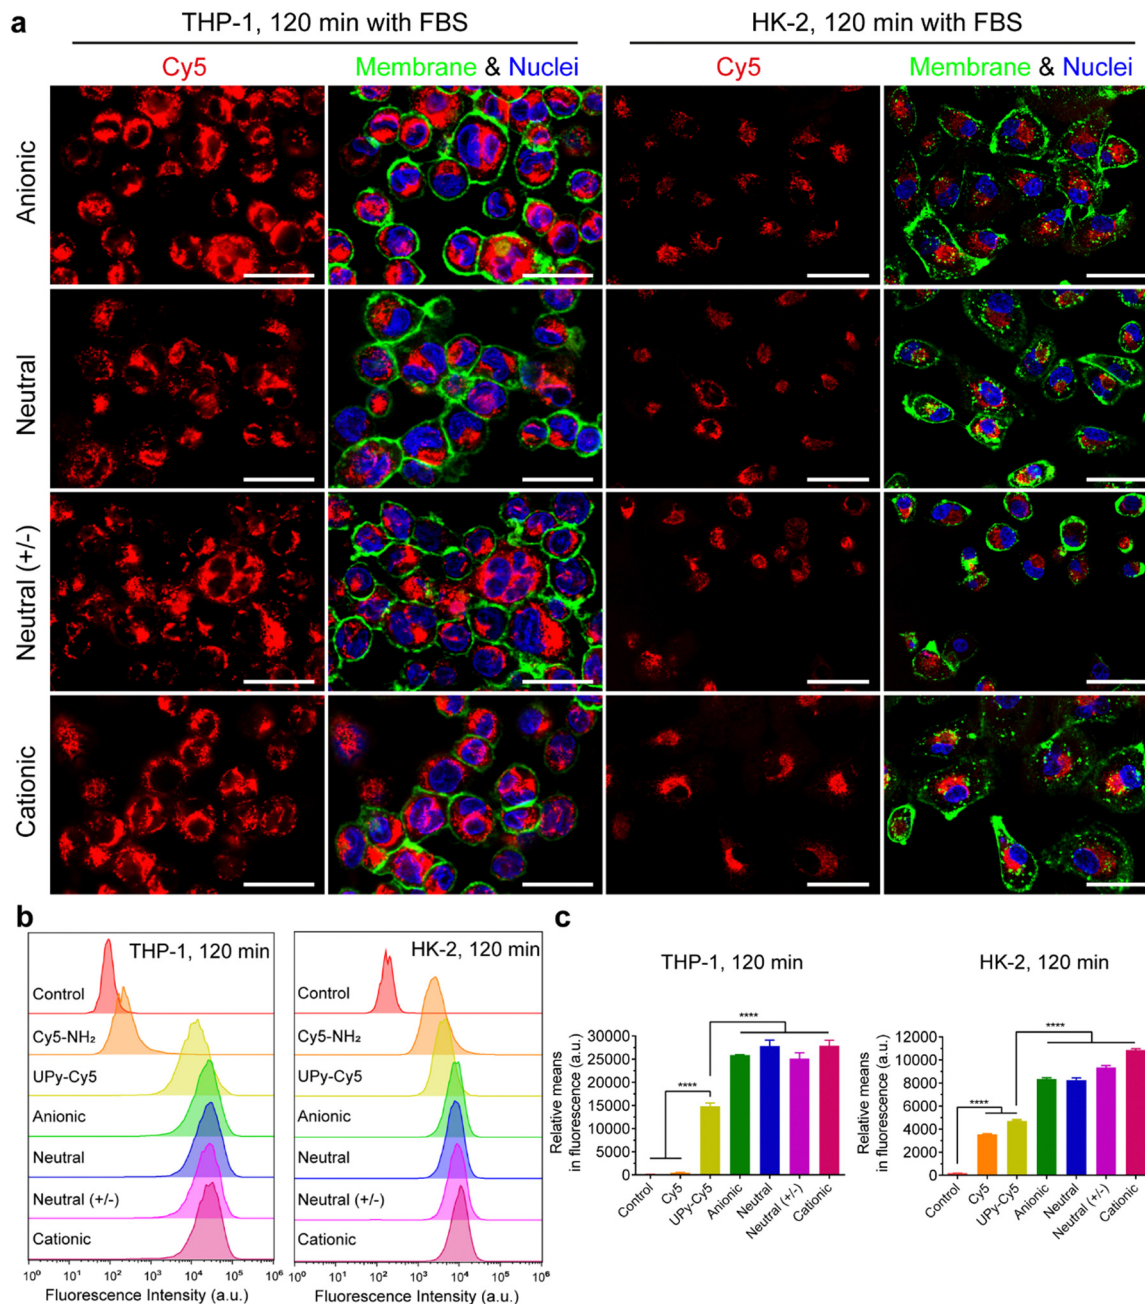 a
THP-1, 120 min with FBS
HK-2, 120 min with FBS
Cy5
Membrane & Nuclei
Cy5
Membrane & Nuclei
Anionic
Neutral
Neutral (+/-)
Cationic
b
THP-1, 120 min
Control
Cy5-NH₂
UPy-Cy5
Anionic
Neutral
Neutral (+/-)
Cationic
10⁰ 10¹ 10² 10³ 10⁴ 10⁵ 10⁶
Fluorescence Intensity (a.u.)
HK-2, 120 min
Control
Cy5-NH₂
UPy-Cy5
Anionic
Neutral
Neutral (+/-)
Cationic
10⁰ 10¹ 10² 10³ 10⁴ 10⁵ 10⁶
Fluorescence Intensity (a.u.)
c
THP-1, 120 min
Relative means
in fluorescence (a.u.)
30000
25000
20000
15000
10000
5000
0
****
****
Control
Cy5
UPy-Cy5
Anionic
Neutral
Neutral (+/-)
Cationic
HK-2, 120 min
Relative means
in fluorescence (a.u.)
12000
10000
8000
6000
4000
2000
0
****
****
Control
Cy5
UPy-Cy5
Anionic
Neutral
Neutral (+/-)
Cationic